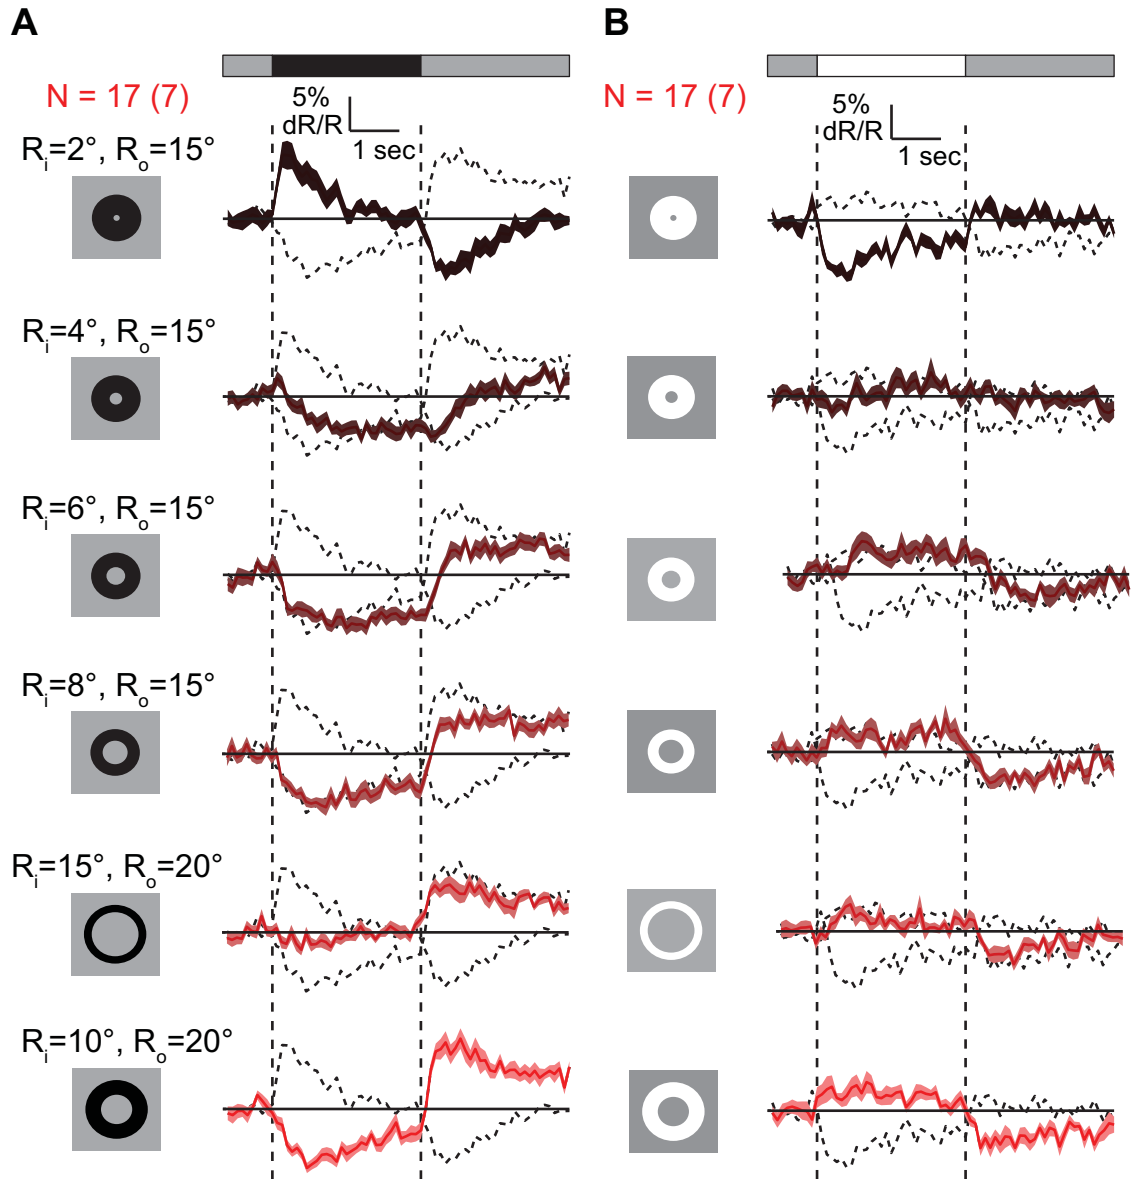 A
B
N = 17 (7)
N = 17 (7)
5%
dR/R
1 sec
5%
dR/R
1 sec
Ri=2°, Ro=15°
Ri=4°, Ro=15°
Ri=6°, Ro=15°
Ri=8°, Ro=15°
Ri=15°, Ro=20°
Ri=10°, Ro=20°